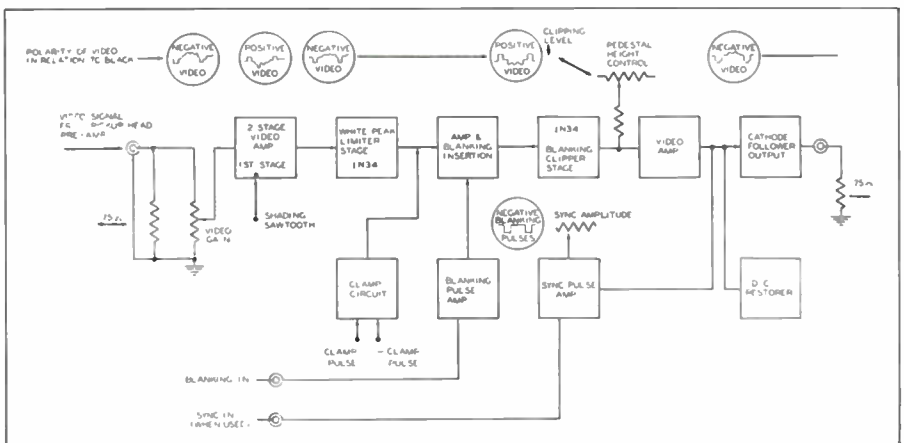 POLARITY OF VIDEO
IN RELATION TO BLACK
NEGATIVE
VIDEO
POSITIVE
VIDEO
NEGATIVE
VIDEO
POSITIVE
VIDEO
CLIPPING
LEVEL
PEDESTAL
HEIGHT
CONTROL
NEGATIVE
VIDEO
VIDEO SIGNAL
PICKUP HEAD
PRE-AMP
2 STAGE
VIDEO
AMP
1ST STAGE
WHITE PEAK
LIMITER
STAGE
1N34
AMP &
BLANKING
INSERTION
1N34
BLANKING
CLIPPER
STAGE
VIDEO AMP
CATHODE
FOLLOWER
OUTPUT
75Ω
VIDEO
GAIN
SHADING
SAWTOOTH
NEGATIVE
BLANKING
PULSES
SYNC AMPLITUDE
75Ω
CLAMP
CIRCUIT
BLANKING
PULSE
AMP
SYNC PULSE
AMP
D C
RESTORER
CLAMP
PULSE
- CLAMP
PULSE
BLANKING IN
SYNC IN
(WHEN USED)